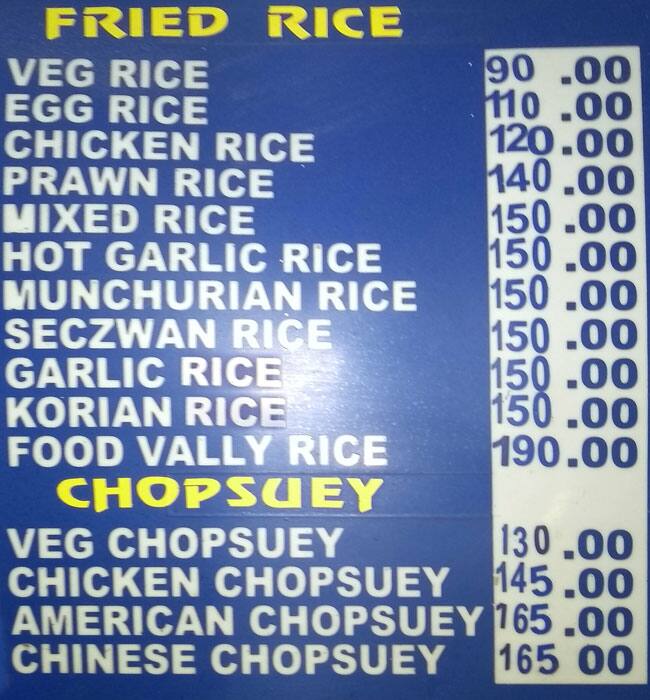 FRIED RICE
VEG RICE 90 .00
EGG RICE 110 .00
CHICKEN RICE 120.00
PRAWN RICE 140 .00
MIXED RICE 150 .00
HOT GARLIC RICE 150 .00
MUNCHURIAN RICE 150 .00
SECZWAN RICE 150 .00
GARLIC RICE 150 .00
KORIAN RICE 150 .00
FOOD VALLY RICE 190.00
CHOPSUEY
VEG CHOPSUEY 130 .00
CHICKEN CHOPSUEY 145 .00
AMERICAN CHOPSUEY 165 .00
CHINESE CHOPSUEY 165 00